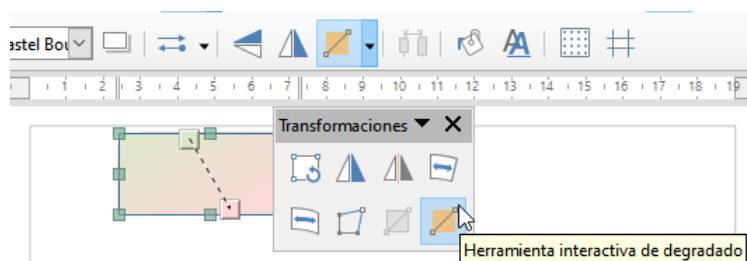 astel Bou
1 2 3 4 5 6 7 8 9 10 11 12 13 14 15 16 17 18 19
Transformaciones
Herramienta interactiva de degradado